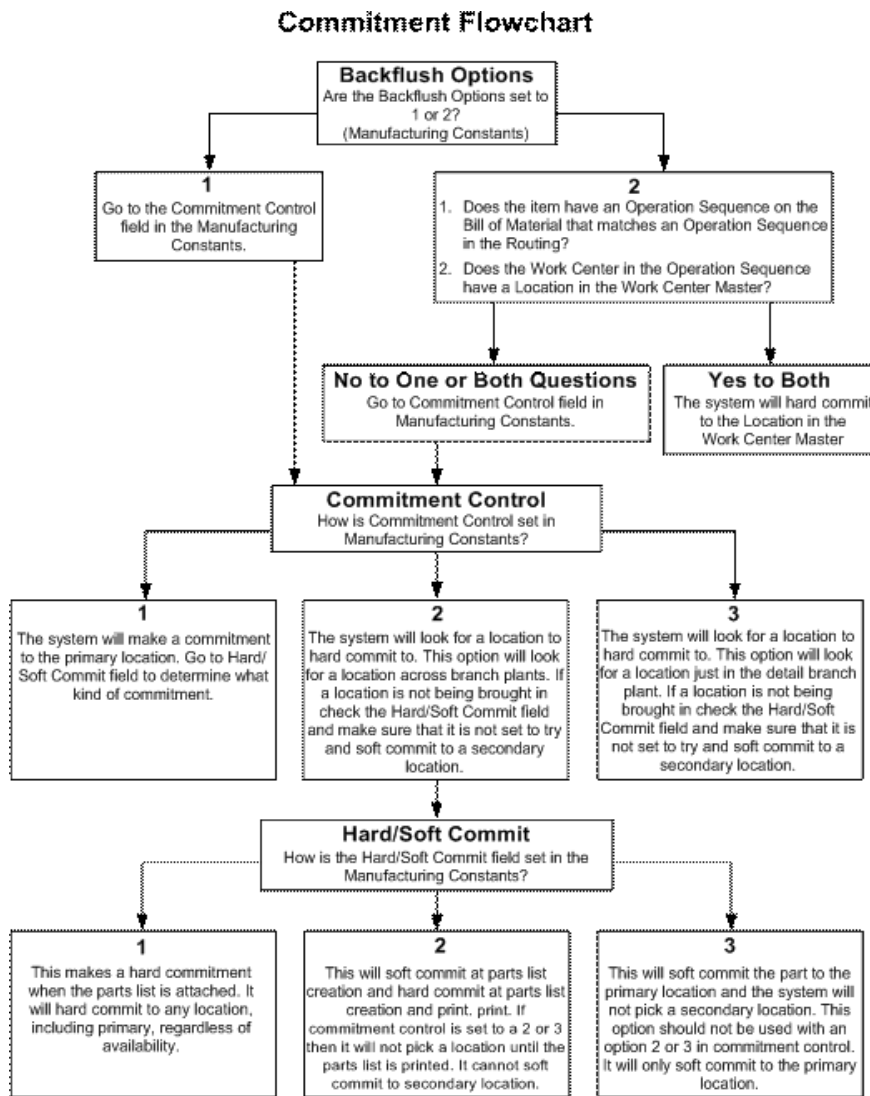 Commitment Flowchart
Backflush Options
Are the Backflush Options set to
1 or 2?
(Manufacturing Constants)
1
Go to the Commitment Control
field in the Manufacturing
Constants.
2
1. Does the item have an Operation Sequence on the
Bill of Material that matches an Operation Sequence
in the Routing?
2. Does the Work Center in the Operation Sequence
have a Location in the Work Center Master?
No to One or Both Questions
Go to Commitment Control field in
Manufacturing Constants.
Yes to Both
The system will hard commit
to the Location in the
Work Center Master
Commitment Control
How is Commitment Control set in
Manufacturing Constants?
1
The system will make a commitment
to the primary location. Go to Hard/
Soft Commit field to determine what
kind of commitment.
2
The system will look for a location to
hard commit to. This option will look
for a location across branch plants. If
a location is not being brought in
check the Hard/Soft Commit field
and make sure that it is not set to try
and soft commit to a secondary
location.
3
The system will look for a location to
hard commit to. This option will look
for a location just in the detail branch
plant. If a location is not being
brought in check the Hard/Soft
Commit field and make sure that it is
not set to try and soft commit to a
secondary location.
Hard/Soft Commit
How is the Hard/Soft Commit field set in the
Manufacturing Constants?
1
This makes a hard commitment
when the parts list is attached. It
will hard commit to any location,
including primary, regardless of
availability.
2
This will soft commit at parts list
creation and hard commit at parts list
creation and print. print. If
commitment control is set to a 2 or 3
then it will not pick a location until the
parts list is printed. It cannot soft
commit to secondary location.
3
This will soft commit the part to the
primary location and the system will
not pick a secondary location. This
option should not be used with an
option 2 or 3 in commitment control.
It will only soft commit to the primary
location.